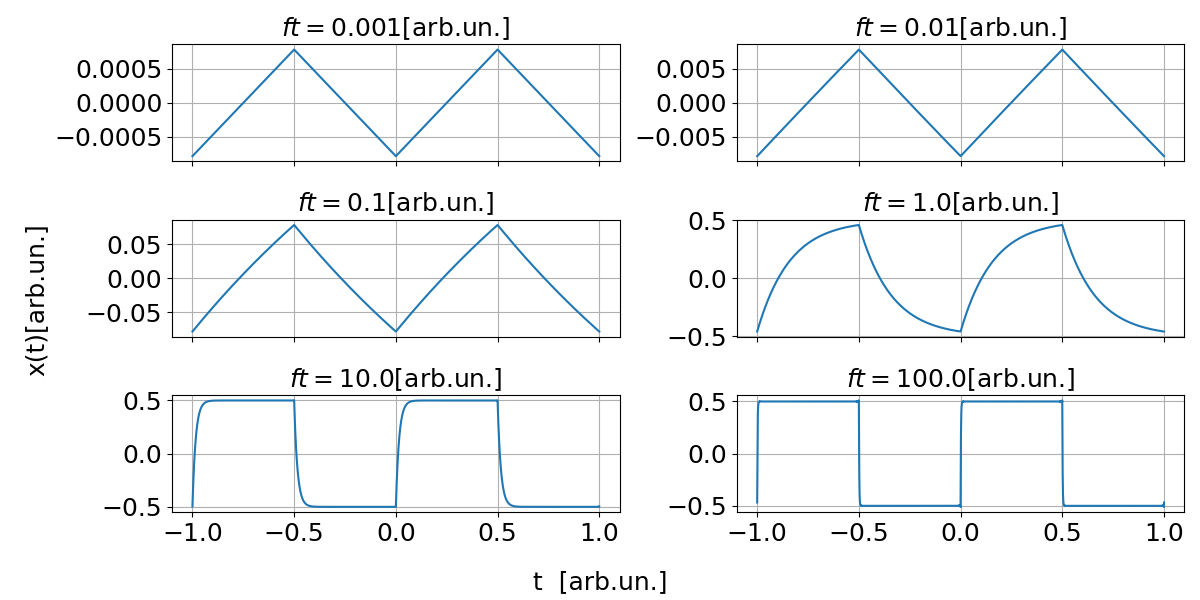 ft = 0.001[arb.un.]
0.0005
0.0000
−0.0005
ft = 0.01[arb.un.]
0.005
0.000
−0.005
x(t)[arb.un.]
ft = 0.1[arb.un.]
0.05
0.00
−0.05
ft = 1.0[arb.un.]
0.5
0.0
−0.5
ft = 10.0[arb.un.]
0.5
0.0
−0.5
−1.0 −0.5 0.0 0.5 1.0
ft = 100.0[arb.un.]
0.5
0.0
−0.5
−1.0 −0.5 0.0 0.5 1.0
t [arb.un.]